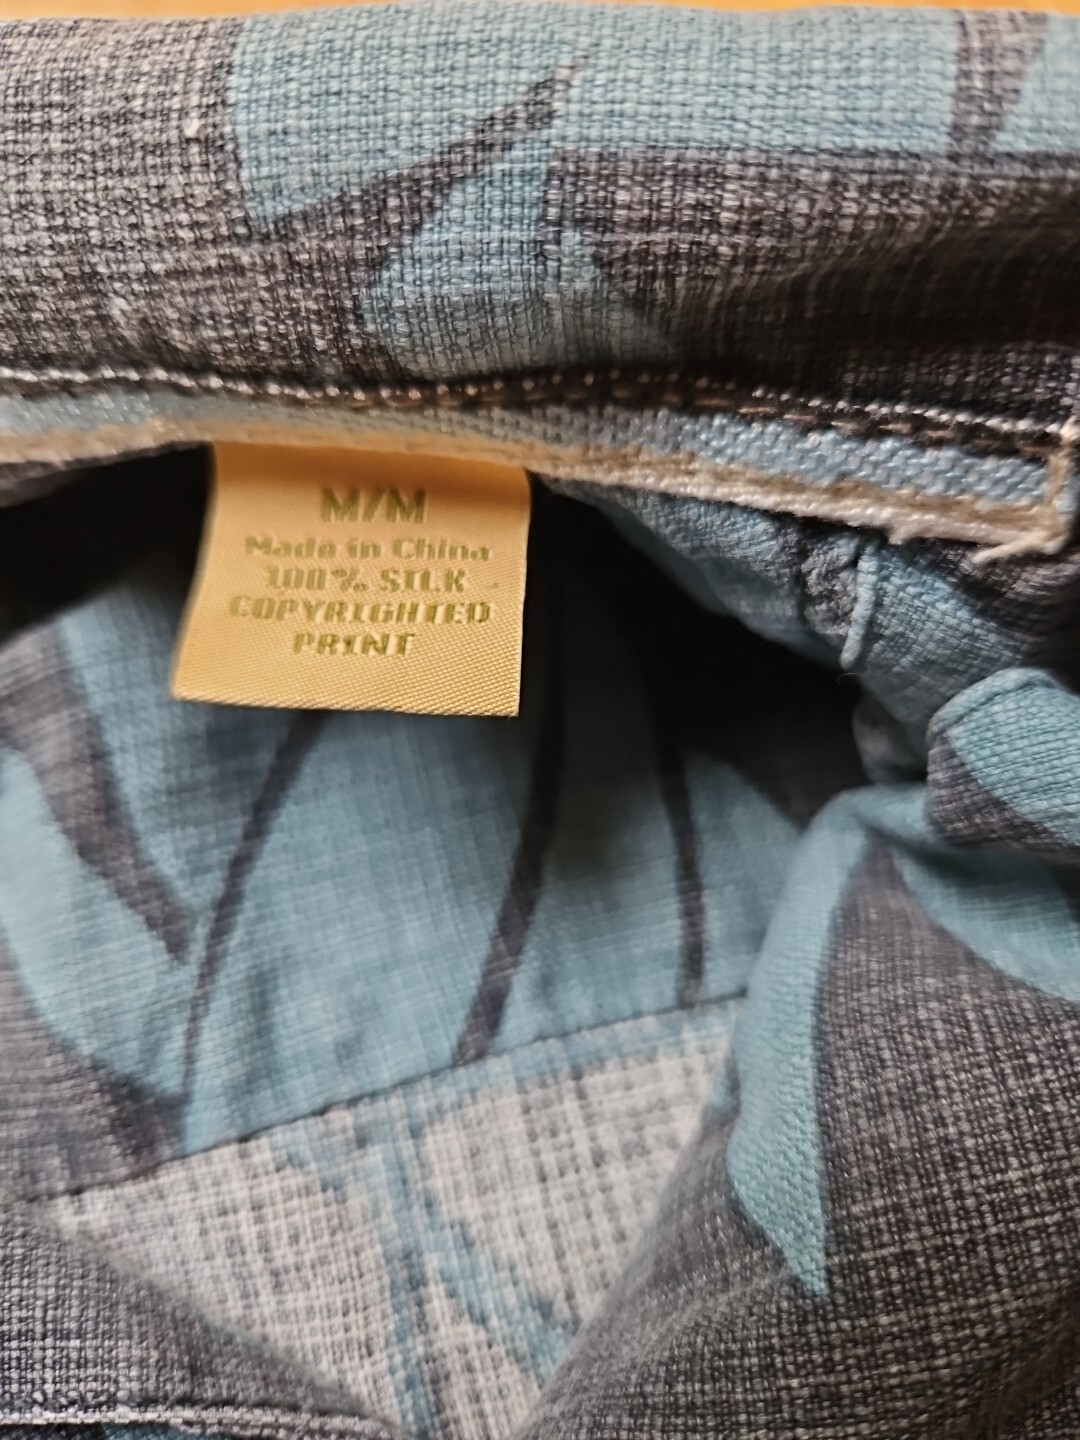 M/M
Made in China
100% SILK
COPYRIGHTED
PRINT